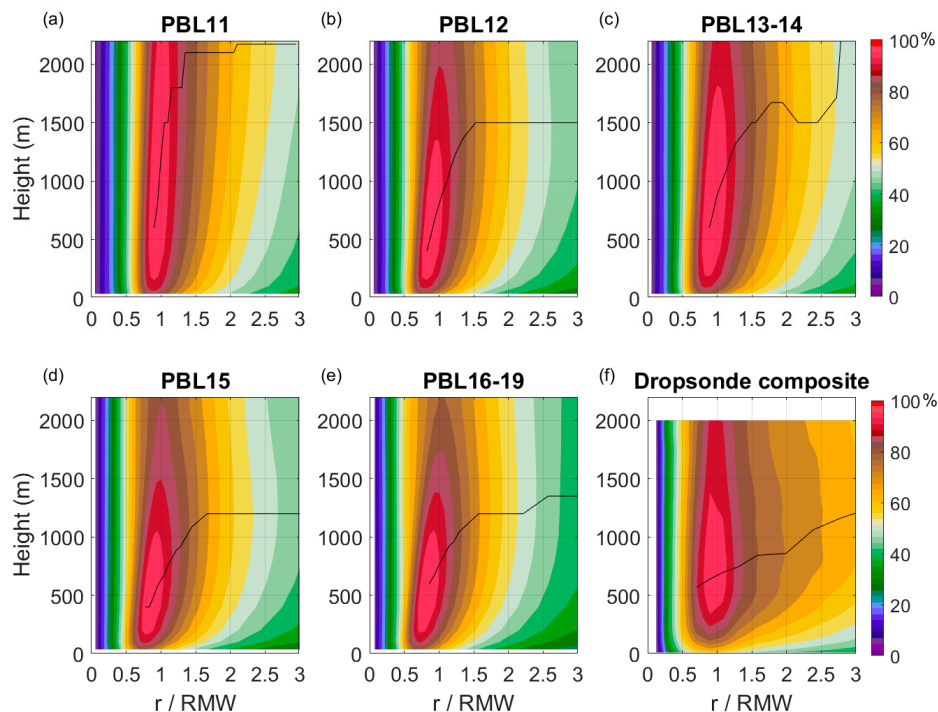 (a) PBL11
(b) PBL12
(c) PBL13-14
Height (m)
2000
1500
1000
500
0
0 0.5 1 1.5 2 2.5 3
2000
1500
1000
500
0
0 0.5 1 1.5 2 2.5 3
2000
1500
1000
500
0
0 0.5 1 1.5 2 2.5 3
100%
80
60
40
20
0
(d) PBL15
(e) PBL16-19
(f) Dropsonde composite
Height (m)
2000
1500
1000
500
0
0 0.5 1 1.5 2 2.5 3
r / RMW
2000
1500
1000
500
0
0 0.5 1 1.5 2 2.5 3
r / RMW
2000
1500
1000
500
0
0 0.5 1 1.5 2 2.5 3
r / RMW
100%
80
60
40
20
0